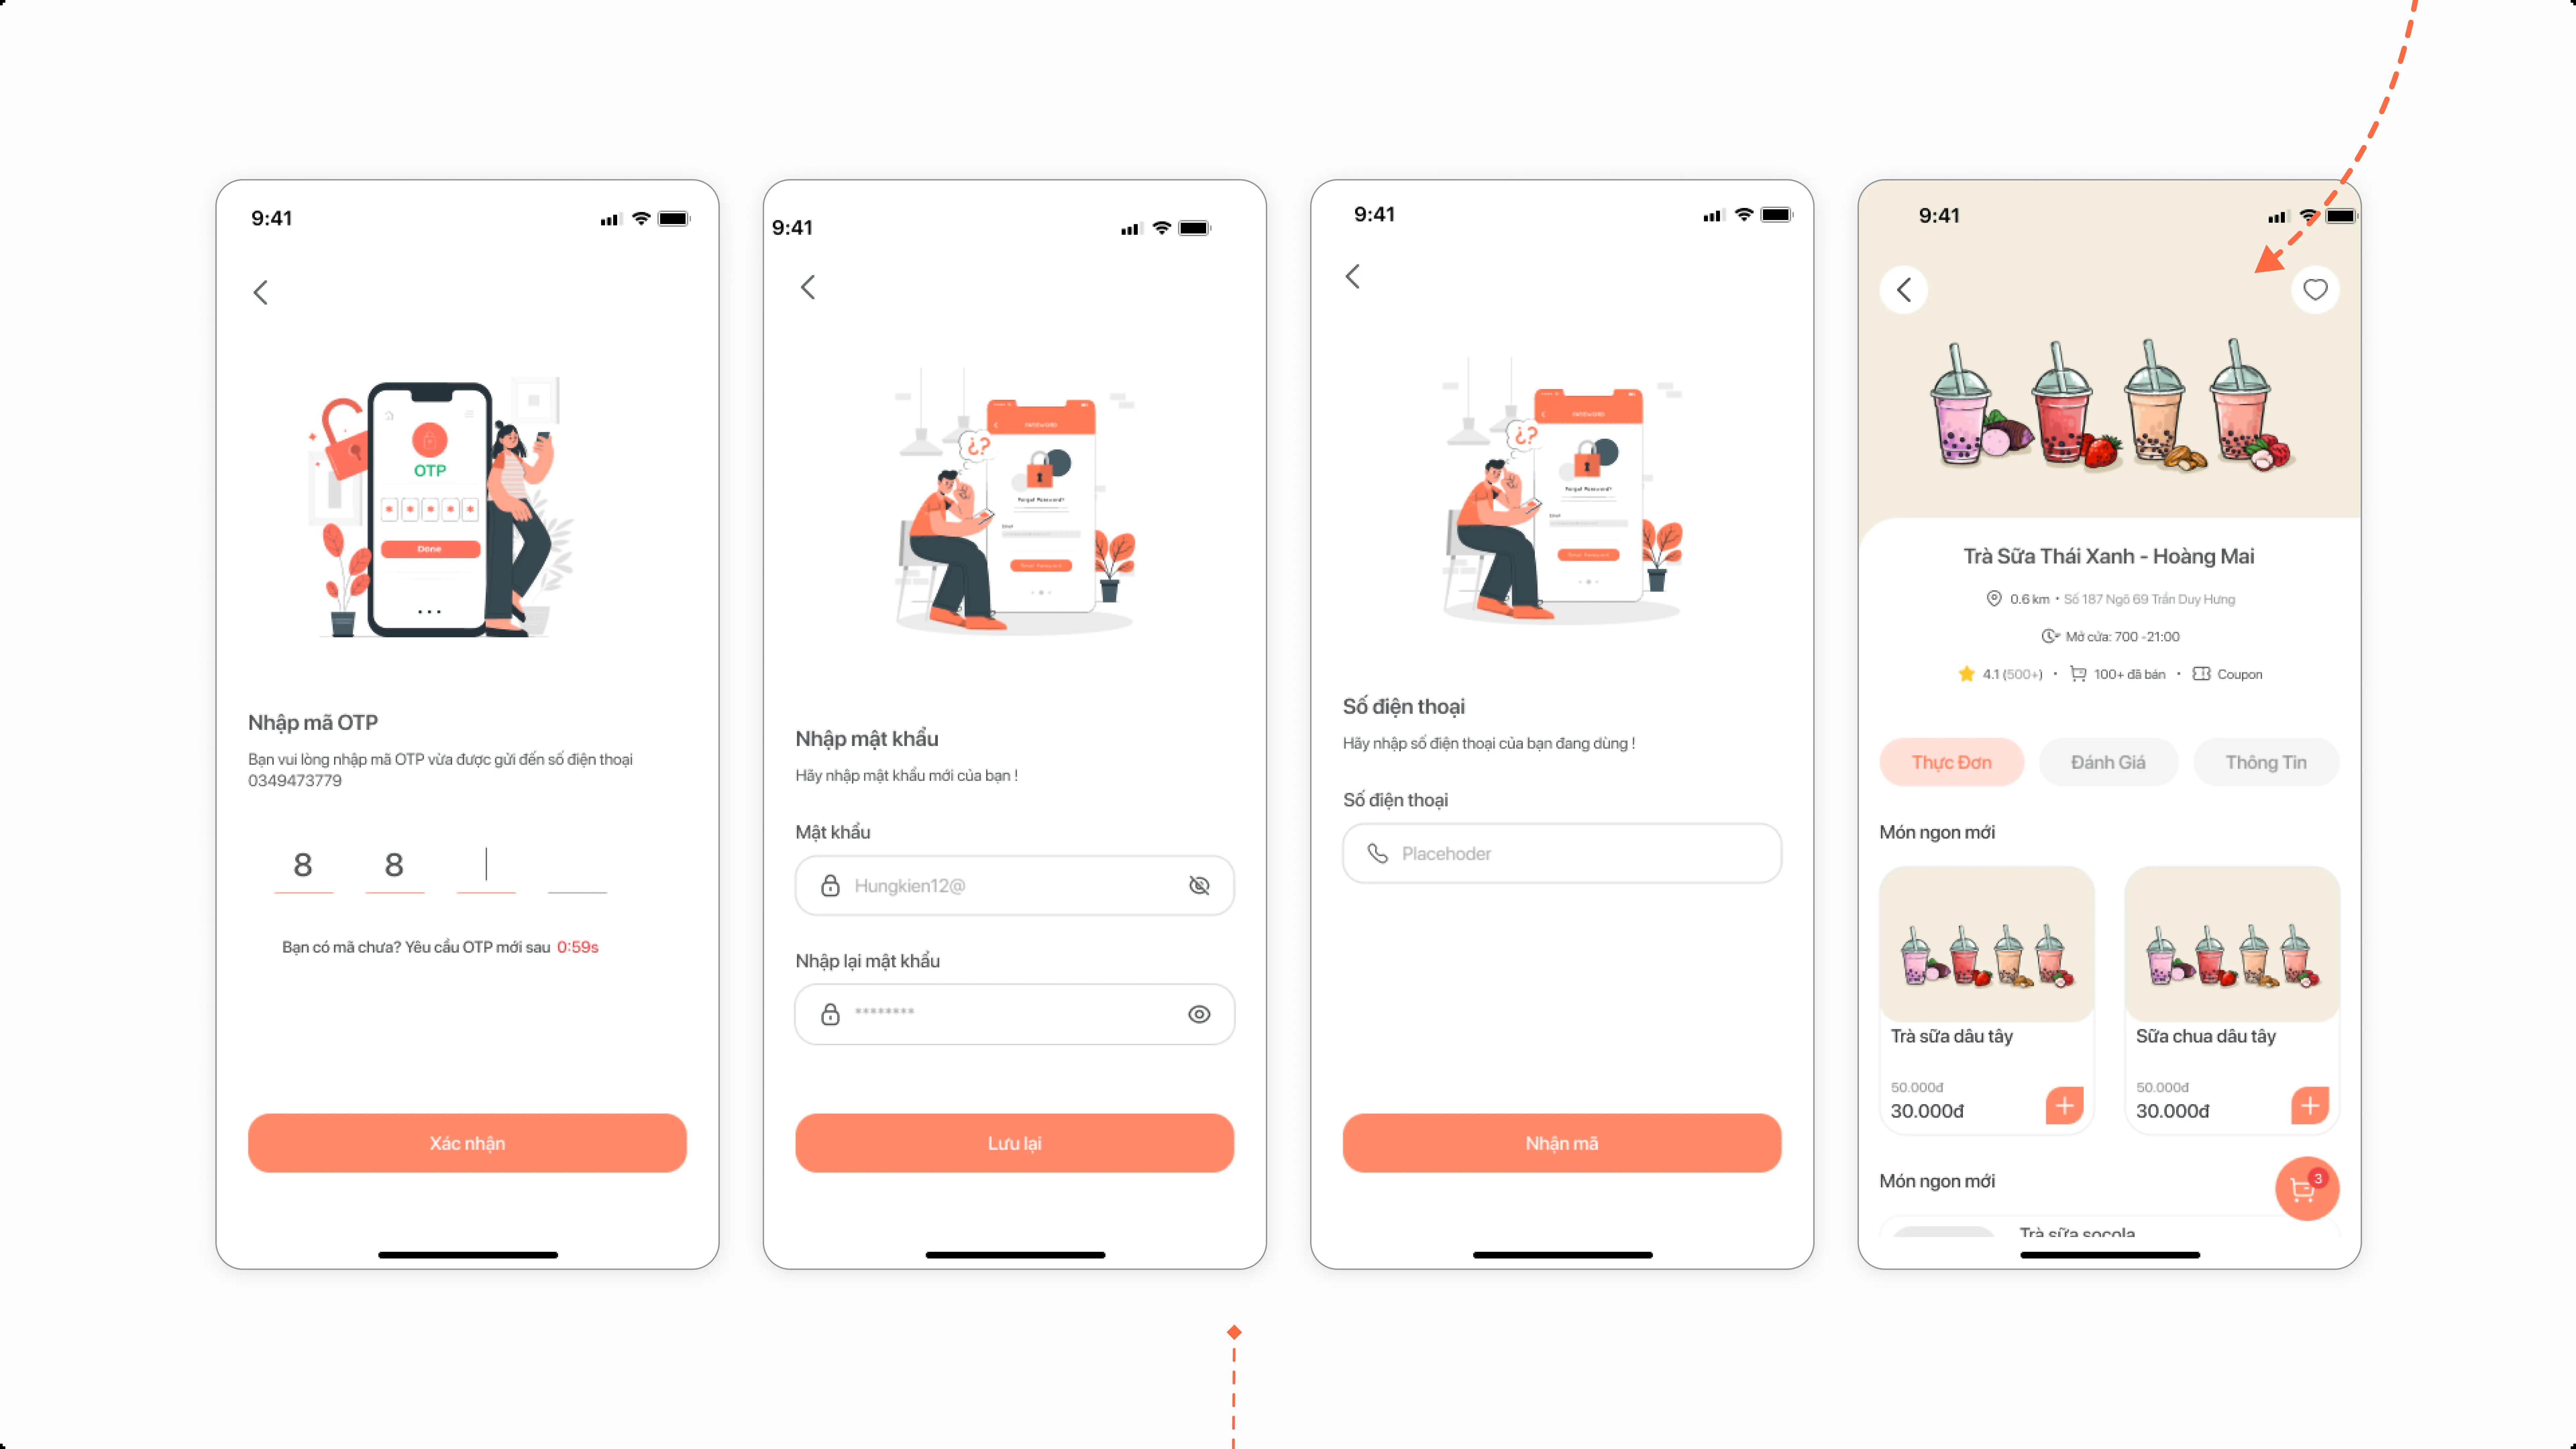 9:41
OTP
* * * * *
Done
Nhập mã OTP
Bạn vui lòng nhập mã OTP vừa được gửi đến số điện thoại
0349473779
8 8
Bạn có mã chưa? Yêu cầu OTP mới sau 0:59s
Xác nhận
9:41
¿?
Forgot Password?
Nhập mật khẩu
Hãy nhập mật khẩu mới của bạn !
Mật khẩu
Hungkien12@
Nhập lại mật khẩu
********
Lưu lại
9:41
¿?
Forgot Password?
Số điện thoại
Hãy nhập số điện thoại của bạn đang dùng !
Số điện thoại
Placehoder
Nhận mã
9:41
Trà Sữa Thái Xanh - Hoàng Mai
0.6 km • Số 187 Ngõ 69 Trần Duy Hưng
Mở cửa: 700 -21:00
4.1 (500+) • 100+ đã bán • Coupon
Thực Đơn Đánh Giá Thông Tin
Món ngon mới
Trà sữa dâu tây
50.000đ
30.000đ
Sữa chua dâu tây
50.000đ
30.000đ
Món ngon mới
3
Trà sữa socola